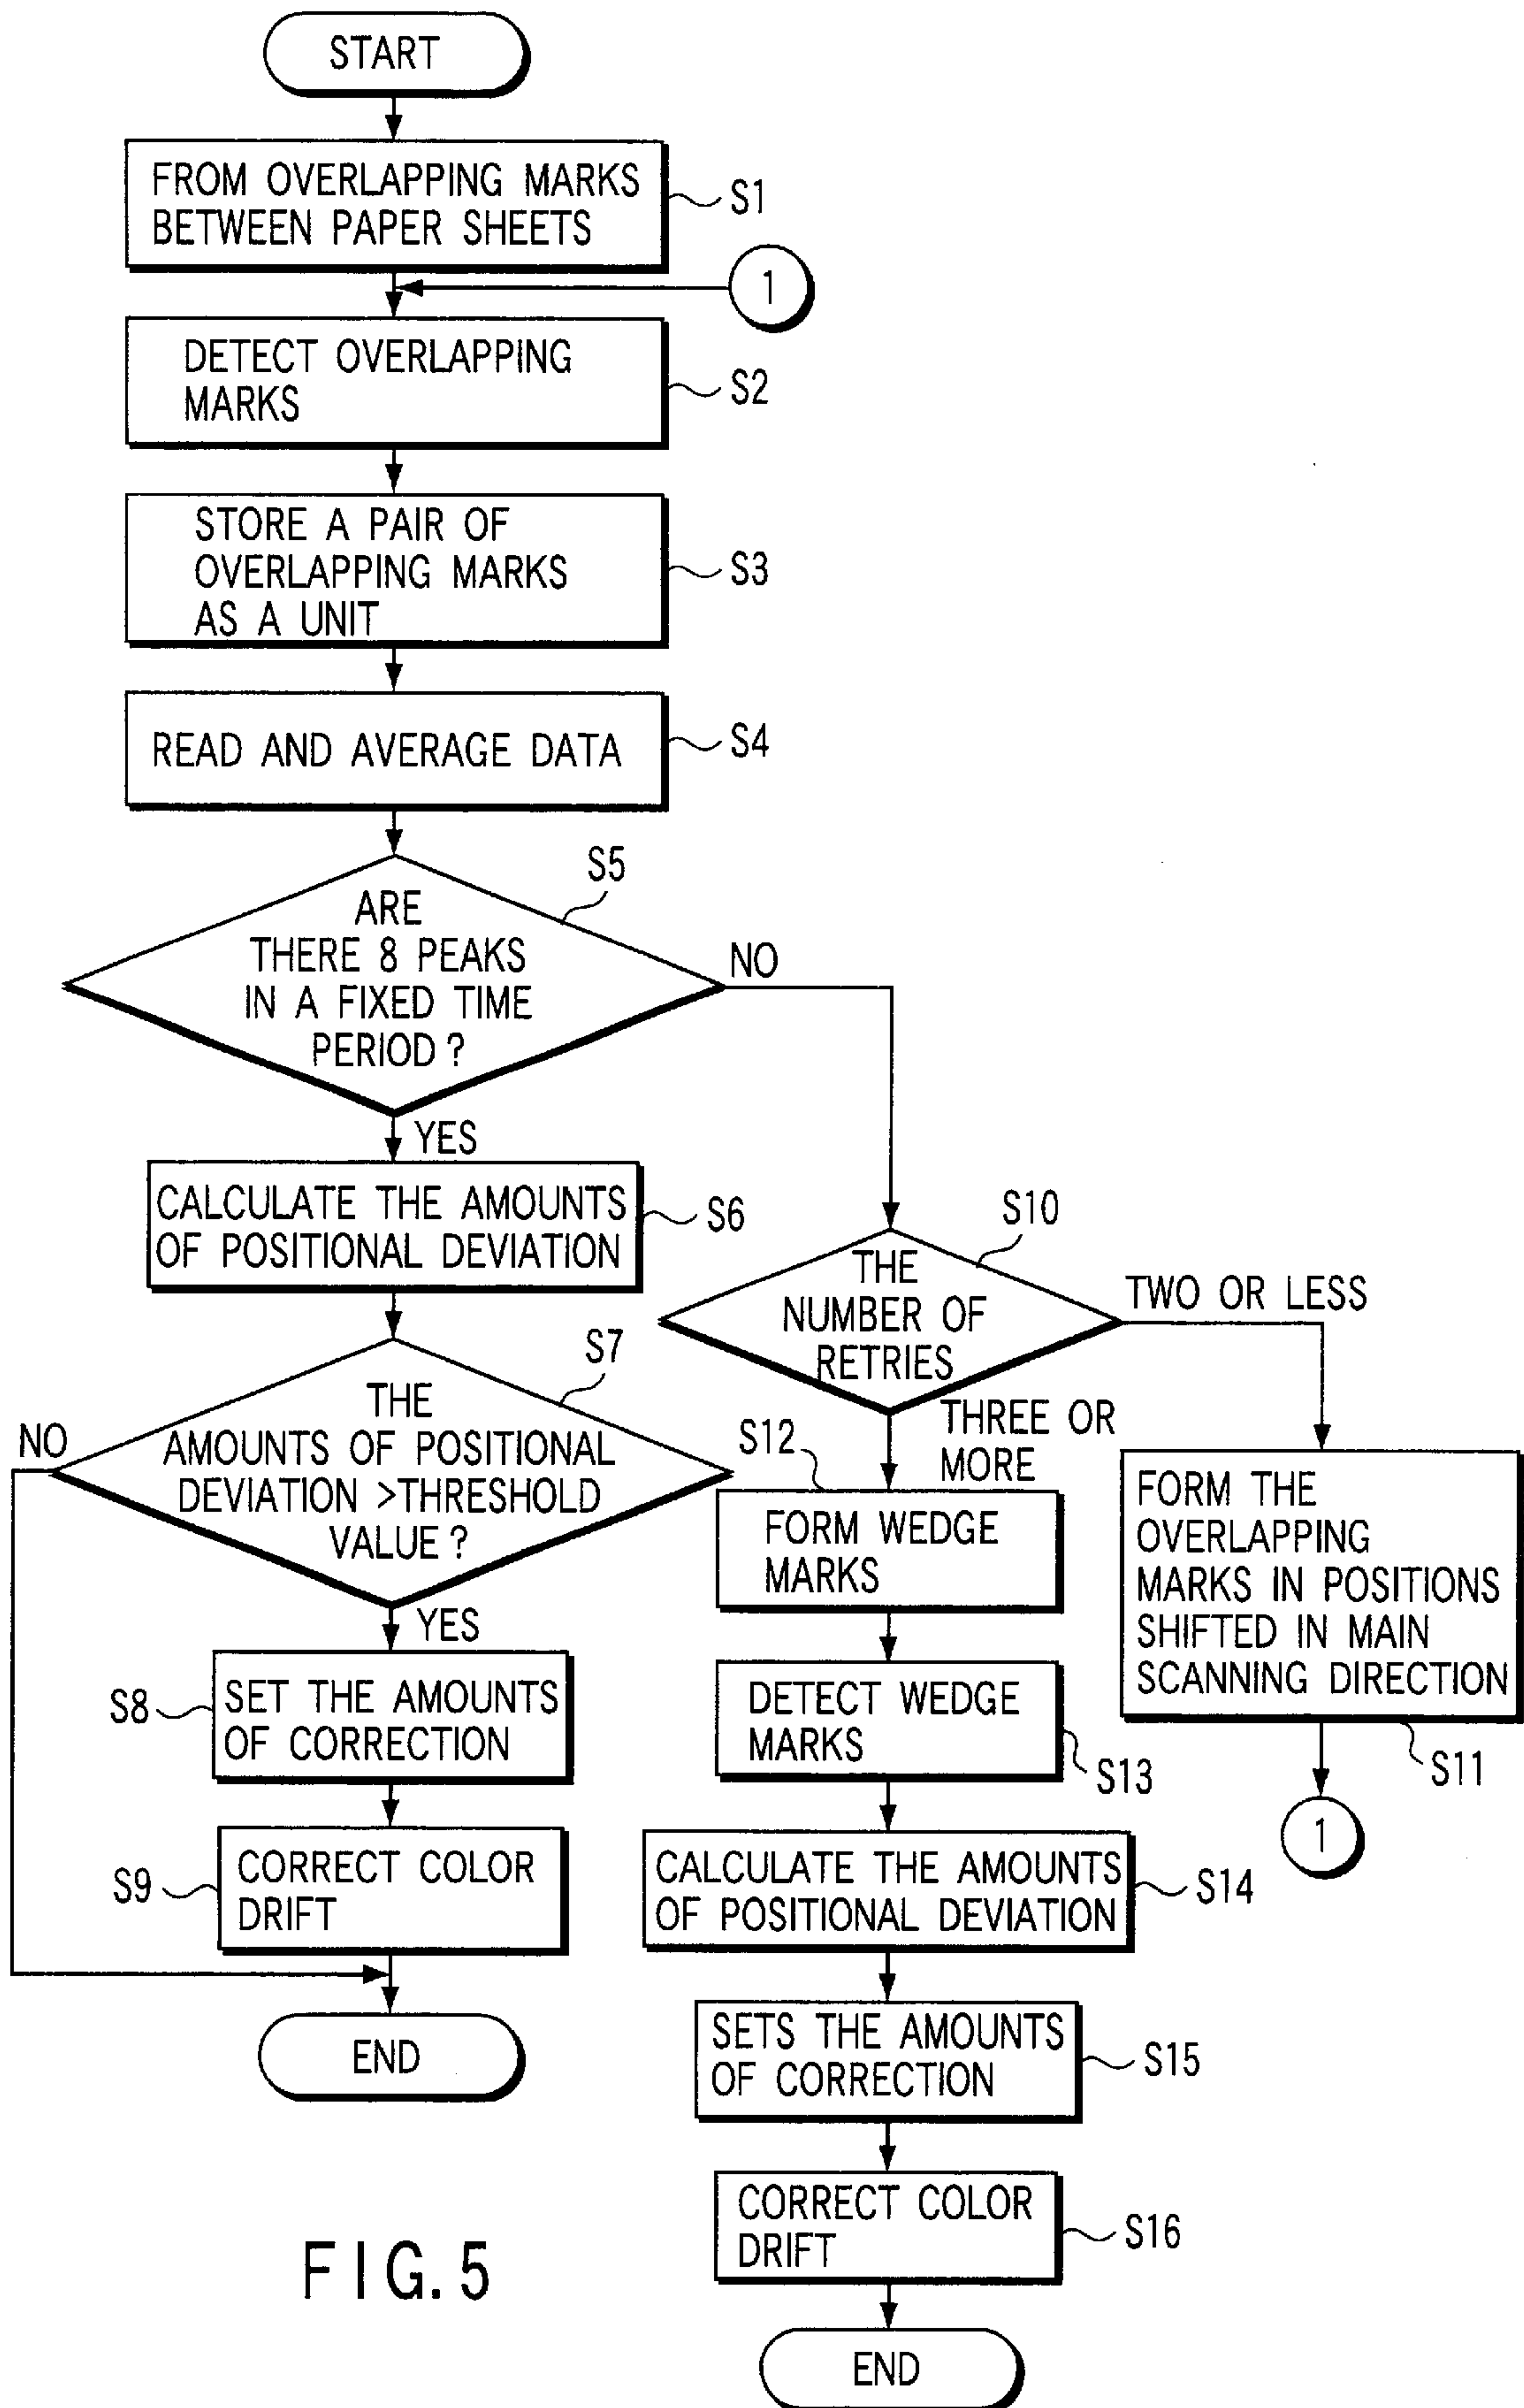 START
FROM OVERLAPPING MARKS
BETWEEN PAPER SHEETS
S1
1
DETECT OVERLAPPING
MARKS
S2
STORE A PAIR OF
OVERLAPPING MARKS
AS A UNIT
S3
READ AND AVERAGE DATA
S4
S5
ARE
THERE 8 PEAKS
IN A FIXED TIME
PERIOD?
NO
YES
CALCULATE THE AMOUNTS
OF POSITIONAL DEVIATION
S6
S7
THE
AMOUNTS OF POSITIONAL
DEVIATION >THRESHOLD
VALUE?
NO
YES
S8
SET THE AMOUNTS
OF CORRECTION
S9
CORRECT COLOR
DRIFT
END
S10
THE
NUMBER OF
RETRIES
TWO OR LESS
THREE OR
MORE
S12
FORM WEDGE
MARKS
FORM THE
OVERLAPPING
MARKS IN POSITIONS
SHIFTED IN MAIN
SCANNING DIRECTION
S11
1
DETECT WEDGE
MARKS
S13
CALCULATE THE AMOUNTS
OF POSITIONAL DEVIATION
S14
SETS THE AMOUNTS
OF CORRECTION
S15
CORRECT COLOR
DRIFT
S16
END
FIG. 5